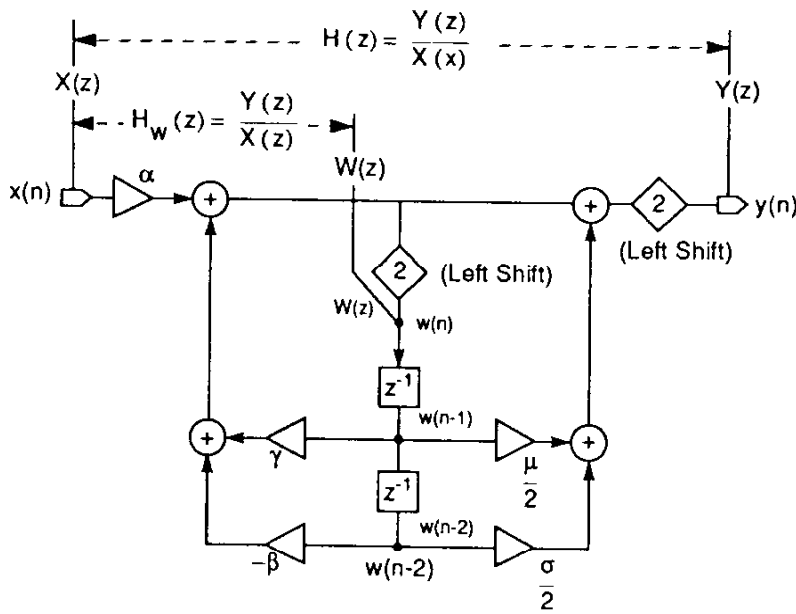 H(z) = Y(z) / X(x)
X(z)
Y(z)
H_w(z) = Y(z) / X(z)
W(z)
α
x(n)
+
+
2
y(n)
(Left Shift)
2
(Left Shift)
W(z)
w(n)
z⁻¹
w(n-1)
+
γ
μ/2
+
z⁻¹
w(n-2)
-β
w(n-2)
σ/2